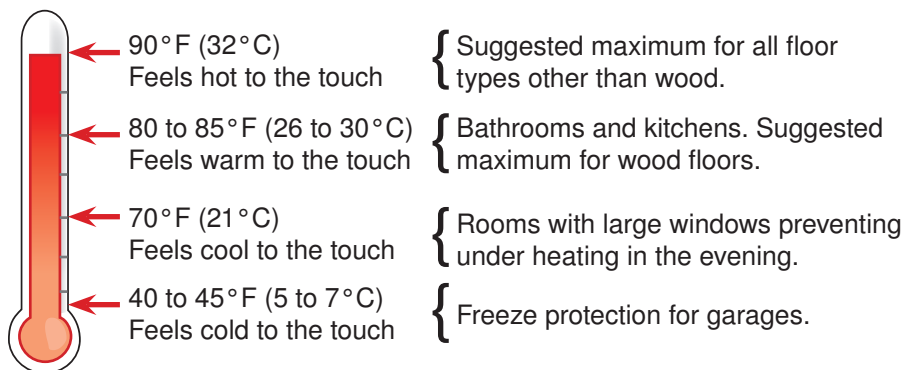 90°F (32°C)
Feels hot to the touch
Suggested maximum for all floor
types other than wood.
80 to 85°F (26 to 30°C)
Feels warm to the touch
Bathrooms and kitchens. Suggested
maximum for wood floors.
70°F (21°C)
Feels cool to the touch
Rooms with large windows preventing
under heating in the evening.
40 to 45°F (5 to 7°C)
Feels cold to the touch
Freeze protection for garages.